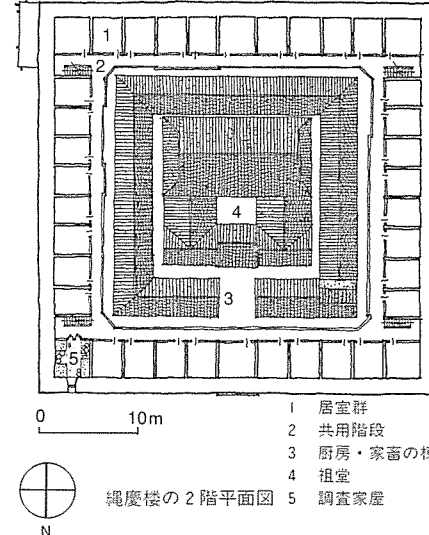 1
2
4
3
5
0 10m
1 居室群
2 共用階段
3 厨房・家畜の棟
4 祖堂
縄慶楼の2階平面図 5 調査家屋
N